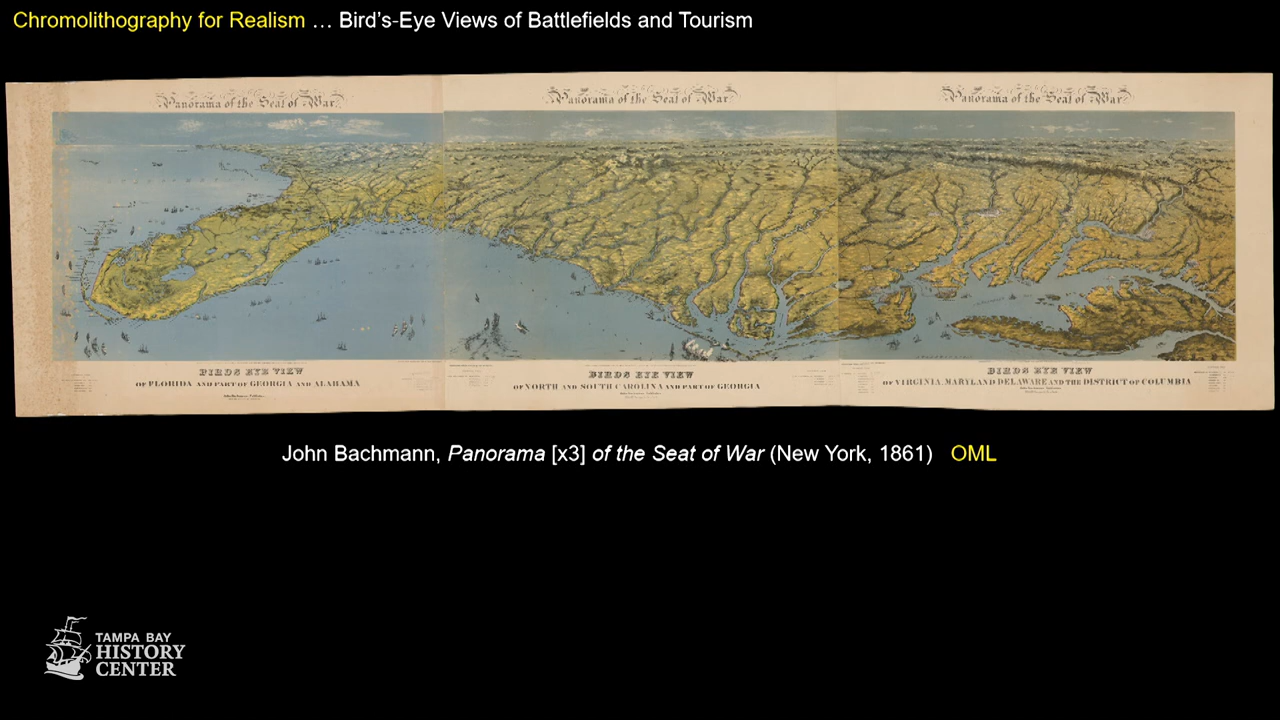 Chromolithography for Realism … Bird's-Eye Views of Battlefields and Tourism
Panorama of the Seat of War
Panorama of the Seat of War
Panorama of the Seat of War
BIRDS EYE VIEW
OF FLORIDA AND PART OF GEORGIA AND ALABAMA
BIRDS EYE VIEW
OF NORTH AND SOUTH CAROLINA AND PART OF GEORGIA
BIRDS EYE VIEW
OF VIRGINIA, MARYLAND DELAWARE AND THE DISTRICT OF COLUMBIA
John Bachmann, Panorama [x3] of the Seat of War (New York, 1861) OML
TAMPA BAY
HISTORY
CENTER